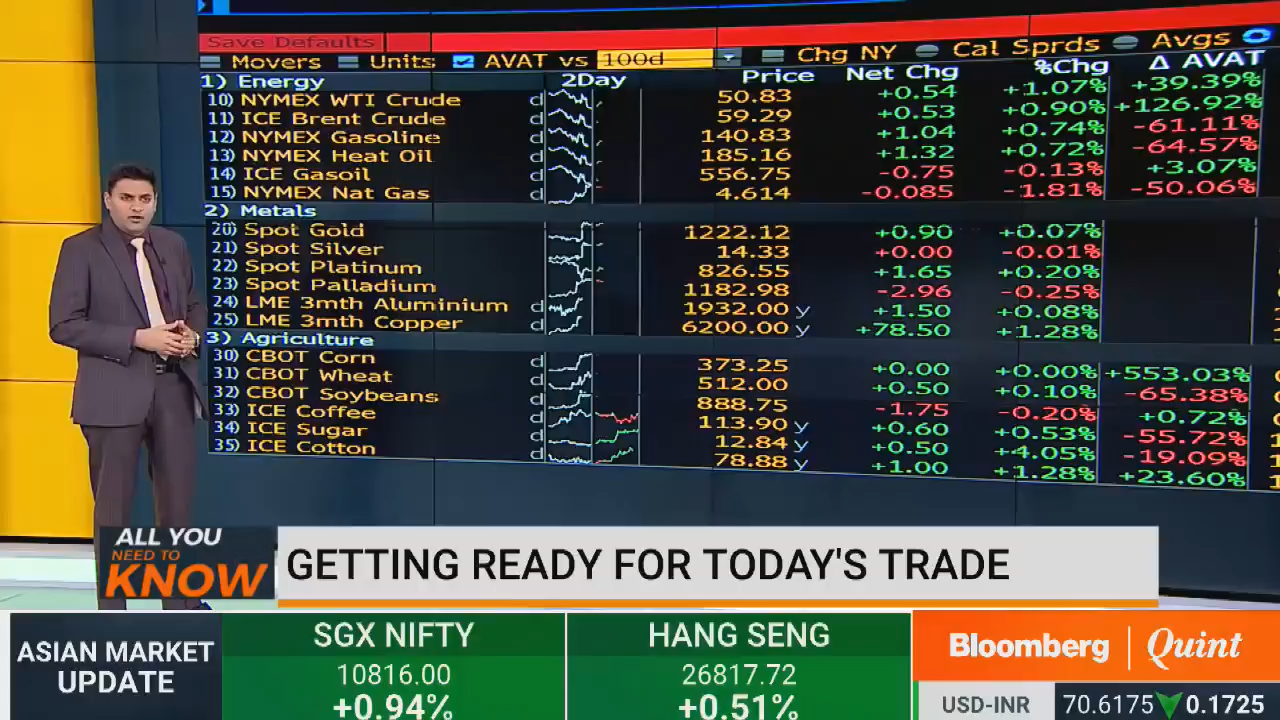 Save Defaults
Movers Units AVAT vs 100d Chg NY Cal Sprds Avgs
1) Energy 2Day Price Net Chg %Chg Δ AVAT
10) NYMEX WTI Crude d 50.83 +0.54 +1.07% +39.39%
11) ICE Brent Crude d 59.29 +0.53 +0.90% +126.92%
12) NYMEX Gasoline d 140.83 +1.04 +0.74% -61.11%
13) NYMEX Heat Oil d 185.16 +1.32 +0.72% -64.57%
14) ICE Gasoil d 556.75 -0.75 -0.13% +3.07%
15) NYMEX Nat Gas d 4.614 -0.085 -1.81% -50.06%
2) Metals
20) Spot Gold 1222.12 +0.90 +0.07%
21) Spot Silver 14.33 +0.00 -0.01%
22) Spot Platinum 826.55 +1.65 +0.20%
23) Spot Palladium 1182.98 -2.96 -0.25%
24) LME 3mth Aluminium d 1932.00 y +1.50 +0.08%
25) LME 3mth Copper d 6200.00 y +78.50 +1.28%
3) Agriculture
30) CBOT Corn d 373.25 +0.00 +0.00% +553.03%
31) CBOT Wheat d 512.00 +0.50 +0.10% -65.38%
32) CBOT Soybeans d 888.75 -1.75 -0.20% +0.72%
33) ICE Coffee d 113.90 y +0.60 +0.53% -55.72%
34) ICE Sugar d 12.84 y +0.50 +4.05% -19.09%
35) ICE Cotton d 78.88 y +1.00 +1.28% +23.60%
ALL YOU
NEED TO
KNOW
GETTING READY FOR TODAY'S TRADE
ASIAN MARKET
UPDATE
SGX NIFTY
10816.00
+0.94%
HANG SENG
26817.72
+0.51%
Bloomberg | Quint
USD-INR 70.6175 0.1725